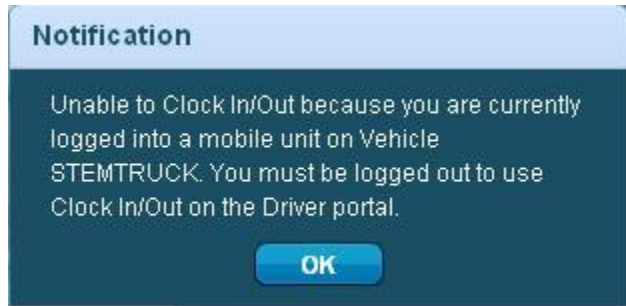 Notification
Unable to Clock In/Out because you are currently
logged into a mobile unit on Vehicle
STEMTRUCK. You must be logged out to use
Clock In/Out on the Driver portal.
OK